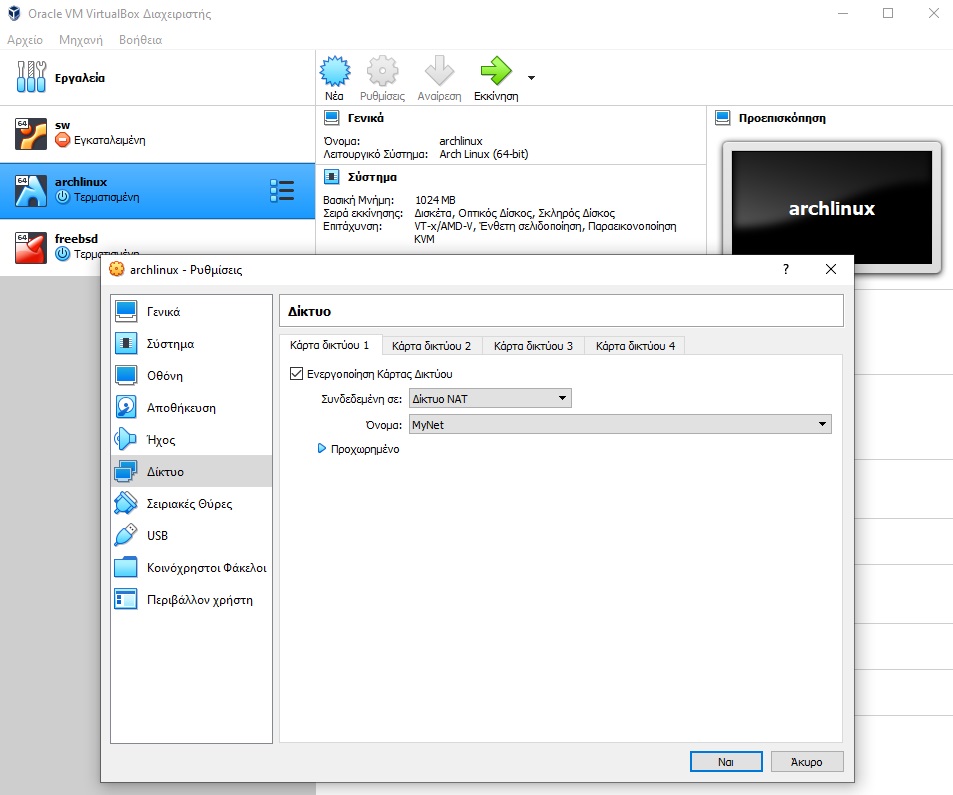 Oracle VM VirtualBox Διαχειριστής
Αρχείο Μηχανή Βοήθεια
Εργαλεία
Νέα Ρυθμίσεις Αναίρεση Εκκίνηση
64
sw
Εγκαταλειμένη
64
archlinux
Τερματισμένη
64
freebsd
Τερματισμένη
Γενικά
Όνομα: archlinux
Λειτουργικό Σύστημα: Arch Linux (64-bit)
Σύστημα
Βασική Μνήμη: 1024 MB
Σειρά εκκίνησης: Δισκέτα, Οπτικός Δίσκος, Σκληρός Δίσκος
Επιτάχυνση: VT-x/AMD-V, Ένθετη σελιδοποίηση, Παραεικονοποίηση
KVM
Προεπισκόπηση
archlinux
archlinux - Ρυθμίσεις ?
Γενικά
Σύστημα
Οθόνη
Αποθήκευση
Ήχος
Δίκτυο
Σειριακές Θύρες
USB
Κοινόχρηστοι Φάκελοι
Περιβάλλον χρήστη
Δίκτυο
Κάρτα δικτύου 1 Κάρτα δικτύου 2 Κάρτα δικτύου 3 Κάρτα δικτύου 4
Ενεργοποίηση Κάρτας Δικτύου
Συνδεδεμένη σε: Δίκτυο NAT
Όνομα: MyNet
Προχωρημένο
Ναι Άκυρο